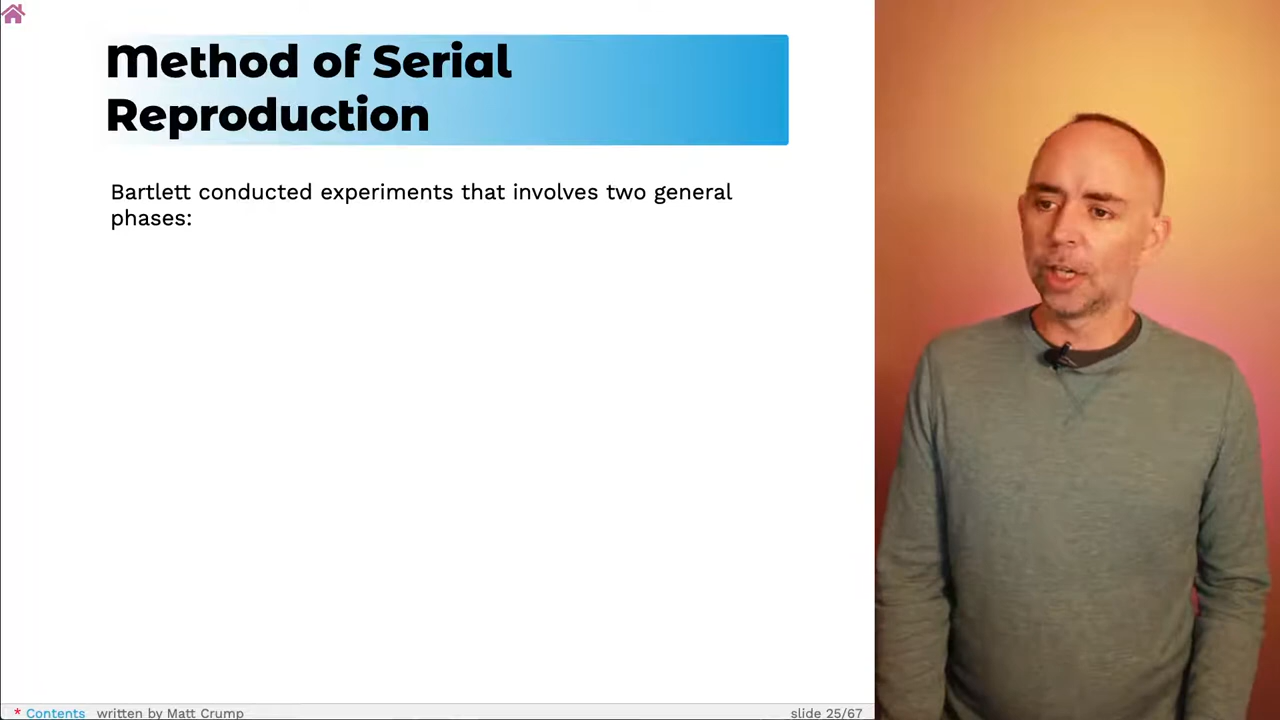 Method of Serial
Reproduction
Bartlett conducted experiments that involves two general
phases:
* Contents written by Matt Crump
slide 25/67